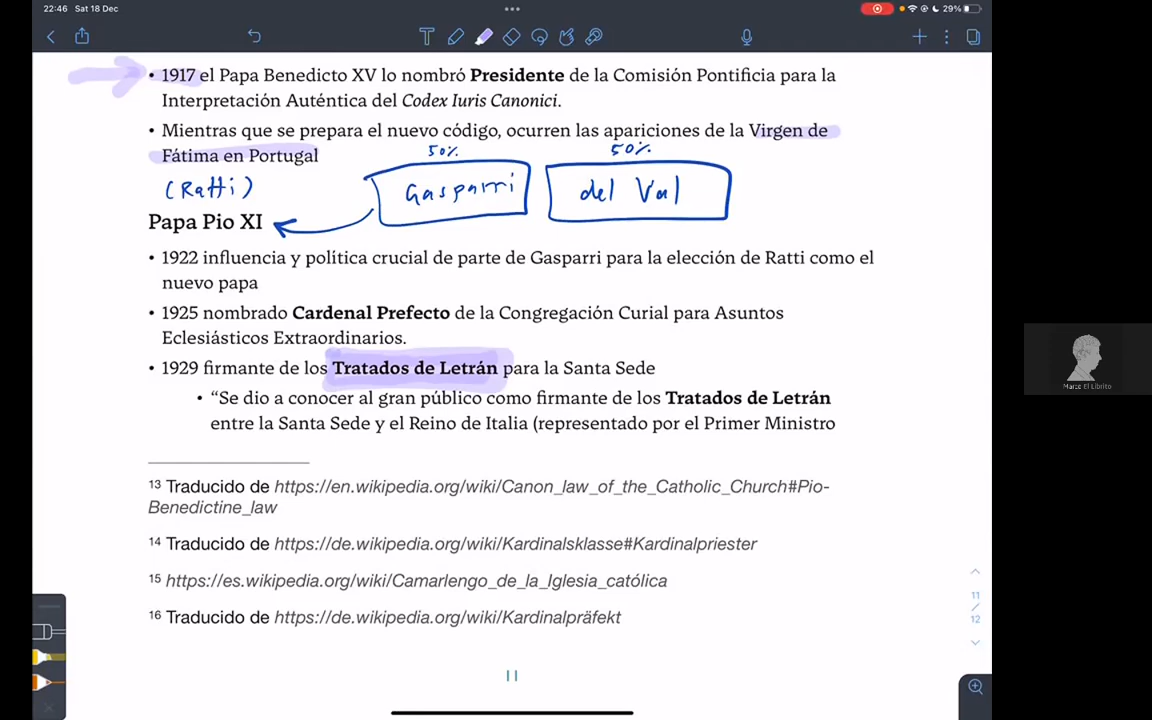 22:46 Sat 18 Dec
29%
• 1917 el Papa Benedicto XV lo nombró Presidente de la Comisión Pontificia para la
Interpretación Auténtica del Codex Iuris Canonici.
• Mientras que se prepara el nuevo código, ocurren las apariciones de la Virgen de
Fátima en Portugal
50% 50%
(Ratti) Gasparri del Val
Papa Pio XI
• 1922 influencia y política crucial de parte de Gasparri para la elección de Ratti como el
nuevo papa
• 1925 nombrado Cardenal Prefecto de la Congregación Curial para Asuntos
Eclesiásticos Extraordinarios.
• 1929 firmante de los Tratados de Letrán para la Santa Sede
Marco El Librito
• “Se dio a conocer al gran público como firmante de los Tratados de Letrán
entre la Santa Sede y el Reino de Italia (representado por el Primer Ministro
13 Traducido de https://en.wikipedia.org/wiki/Canon_law_of_the_Catholic_Church#Pio-
Benedictine_law
14 Traducido de https://de.wikipedia.org/wiki/Kardinalsklasse#Kardinalpriester
15 https://es.wikipedia.org/wiki/Camarlengo_de_la_Iglesia_católica
16 Traducido de https://de.wikipedia.org/wiki/Kardinalpräfekt
11
/
12